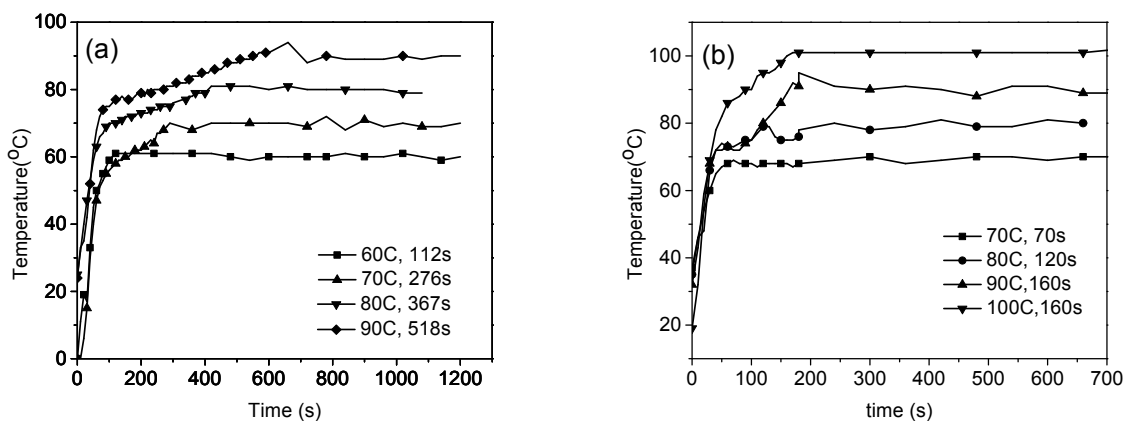 (a)
Temperature(°C)
100
80
60
40
20
0
0 200 400 600 800 1000 1200
Time (s)
60C, 112s
70C, 276s
80C, 367s
90C, 518s
(b)
Temperature(°C)
100
80
60
40
20
0 100 200 300 400 500 600 700
time (s)
70C, 70s
80C, 120s
90C,160s
100C,160s